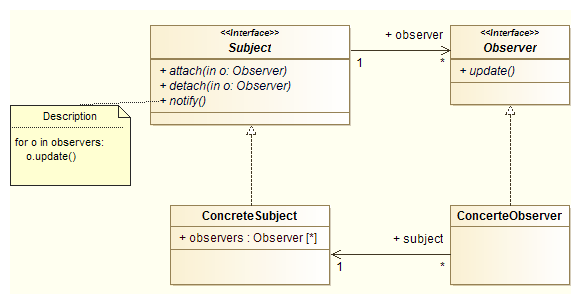 <<Interface>>
Subject
+ attach(in o: Observer)
+ detach(in o: Observer)
+ notify()
+ observer
1
*
<<Interface>>
Observer
+ update()
Description
for o in observers:
o.update()
ConcreteSubject
+ observers : Observer [*]
+ subject
1
*
ConcerteObserver